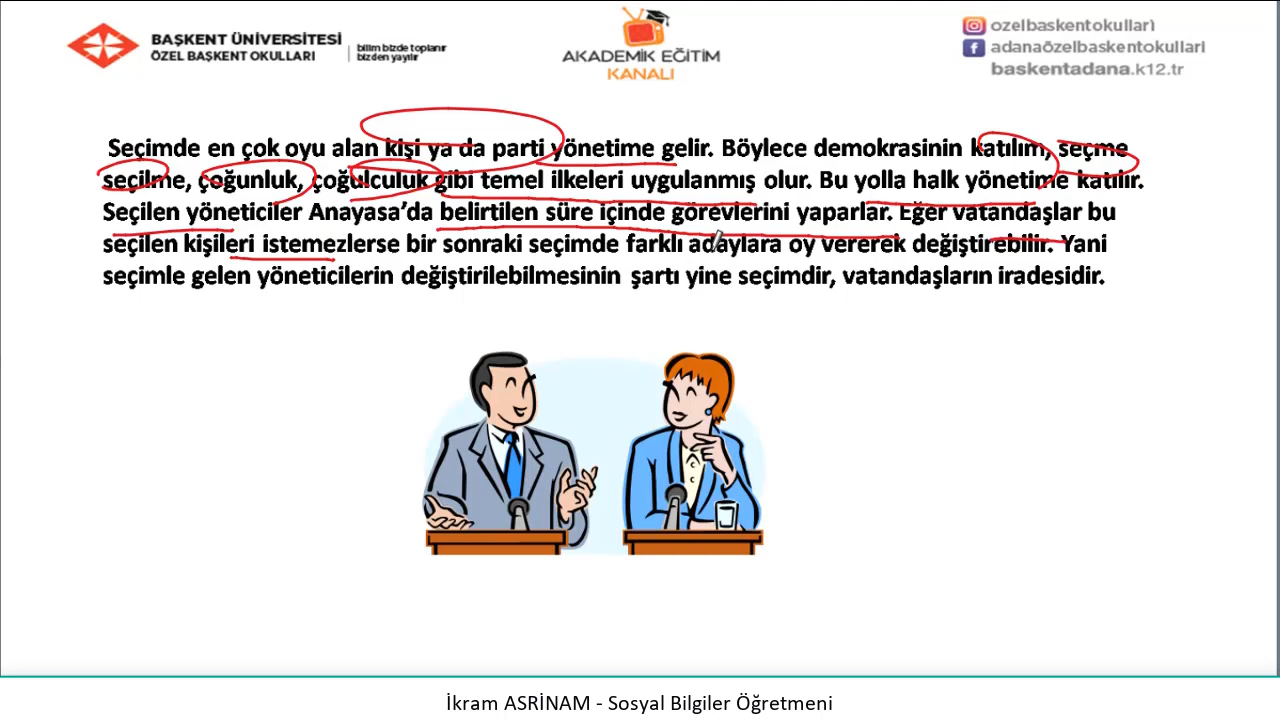 BAŞKENT ÜNİVERSİTESİ
ÖZEL BAŞKENT OKULLARI
bilim bizde toplanır
bizden yayılır
AKADEMİK EĞİTİM
KANALI
ozelbaskentokullari
adanaözelbaskentokullari
baskentadana.k12.tr
Seçimde en çok oyu alan kişi ya da parti yönetime gelir. Böylece demokrasinin katılım, seçme
seçilme, çoğunluk, çoğulculuk gibi temel ilkeleri uygulanmış olur. Bu yolla halk yönetime katılır.
Seçilen yöneticiler Anayasa’da belirtilen süre içinde görevlerini yaparlar. Eğer vatandaşlar bu
seçilen kişileri istemezlerse bir sonraki seçimde farklı adaylara oy vererek değiştirebilir. Yani
seçimle gelen yöneticilerin değiştirilebilmesinin şartı yine seçimdir, vatandaşların iradesidir.
İkram ASRİNAM - Sosyal Bilgiler Öğretmeni